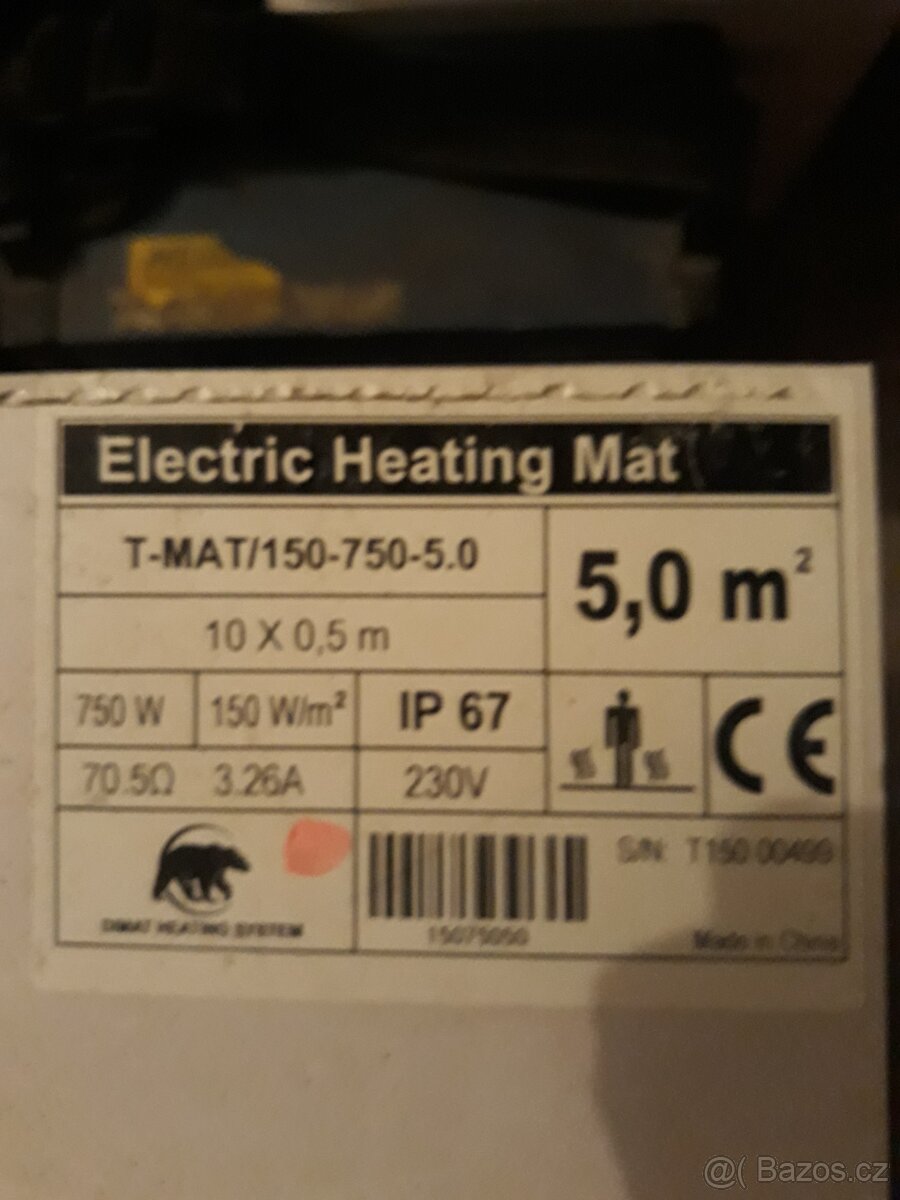 Electric Heating Mat
T-MAT/150-750-5.0
5,0 m²
10 X 0,5 m
750 W
150 W/m²
IP 67
70.5Ω 3.26A
230V
CE
DIMAT HEATING SYSTEM
15075050
S/N: T150 00499
Made in China
@( Bazos.cz